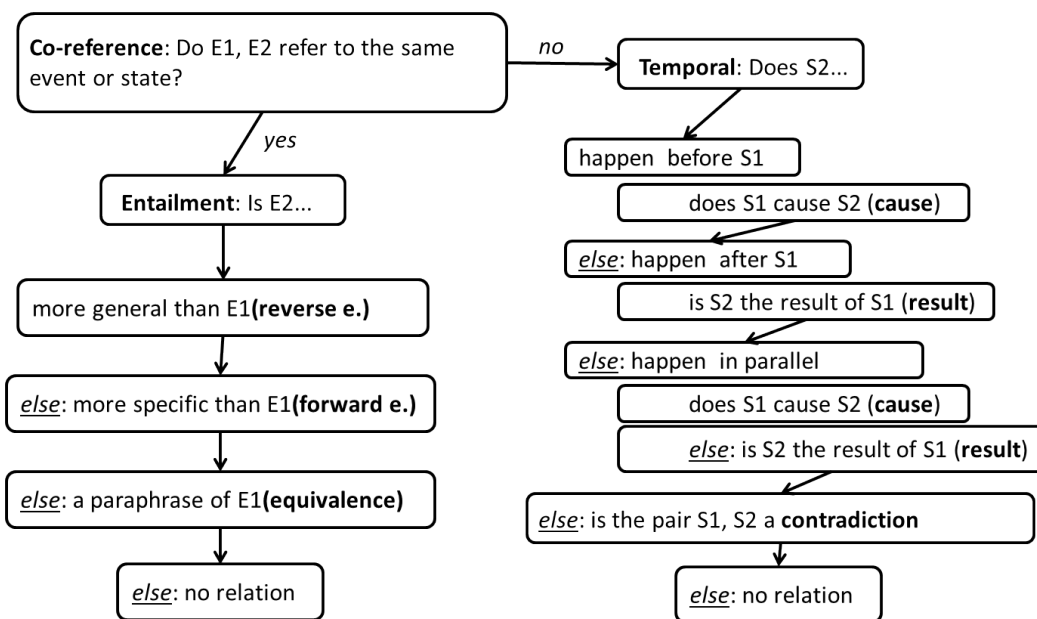 Co-reference: Do E1, E2 refer to the same
event or state?
no
Temporal: Does S2...
yes
Entailment: Is E2...
more general than E1(reverse e.)
else: more specific than E1(forward e.)
else: a paraphrase of E1(equivalence)
else: no relation
happen before S1
does S1 cause S2 (cause)
else: happen after S1
is S2 the result of S1 (result)
else: happen in parallel
does S1 cause S2 (cause)
else: is S2 the result of S1 (result)
else: is the pair S1, S2 a contradiction
else: no relation